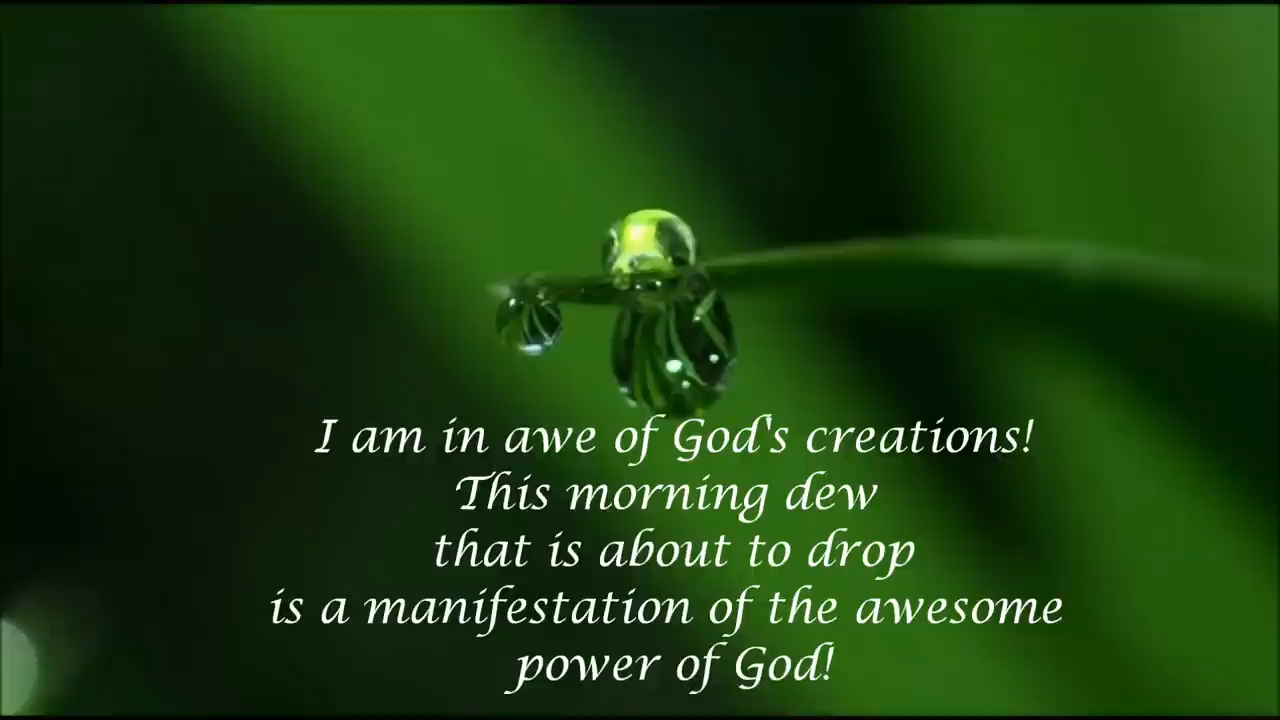 I am in awe of God's creations!
This morning dew
that is about to drop
is a manifestation of the awesome
power of God!